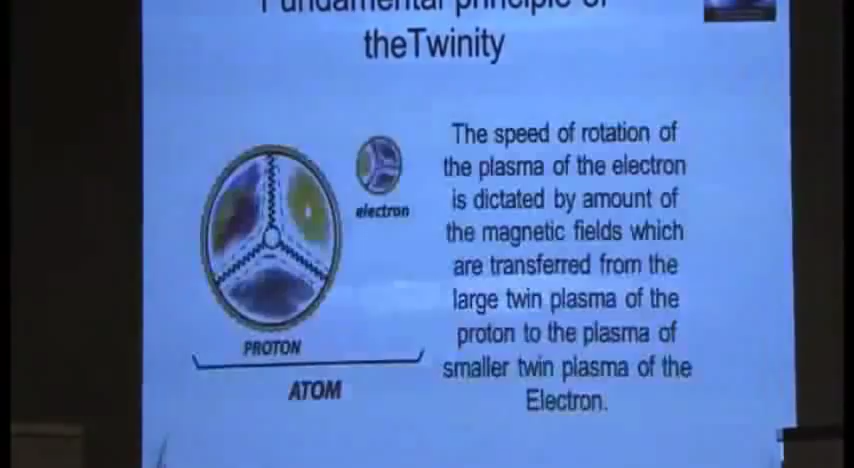 Fundamental principle of
theTwinity
The speed of rotation of
the plasma of the electron
is dictated by amount of
the magnetic fields which
are transferred from the
large twin plasma of the
proton to the plasma of
smaller twin plasma of the
Electron.
electron
PROTON
ATOM